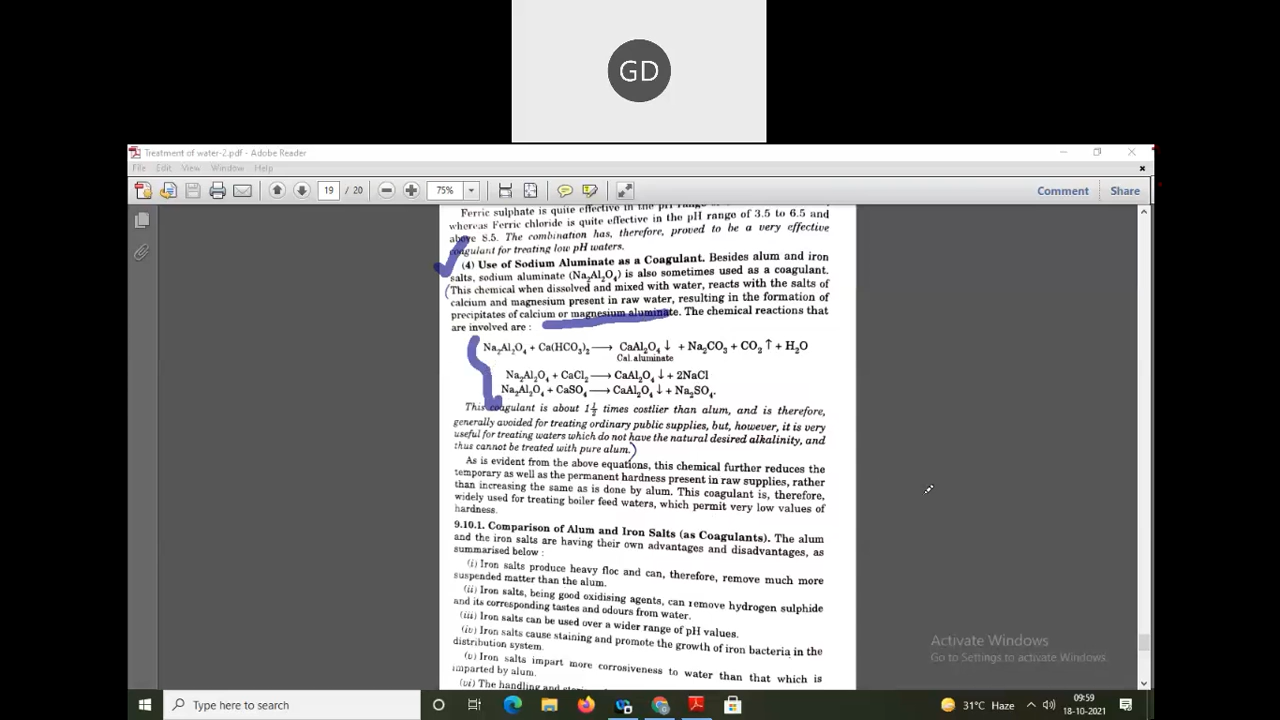 GD
Treatment of water-2.pdf - Adobe Reader
File Edit View Window Help
19 / 20 75% Comment Share
Ferric sulphate is quite effective in the pH range of
whereas Ferric chloride is quite effective in the pH range of 3.5 to 6.5 and
above 8.5. The combination has, therefore, proved to be a very effective
coagulant for treating low pH waters.
(4) Use of Sodium Aluminate as a Coagulant. Besides alum and iron
salts, sodium aluminate (Na₂Al₂O₄) is also sometimes used as a coagulant.
(This chemical when dissolved and mixed with water, reacts with the salts of
calcium and magnesium present in raw water, resulting in the formation of
precipitates of calcium or magnesium aluminate. The chemical reactions that
are involved are :
Na₂Al₂O₄ + Ca(HCO₃)₂ ⟶ CaAl₂O₄ ↓ + Na₂CO₃ + CO₂ ↑ + H₂O
Cal. aluminate
Na₂Al₂O₄ + CaCl₂ ⟶ CaAl₂O₄ ↓ + 2NaCl
Na₂Al₂O₄ + CaSO₄ ⟶ CaAl₂O₄ ↓ + Na₂SO₄.
This coagulant is about 1½ times costlier than alum, and is therefore,
generally avoided for treating ordinary public supplies, but, however, it is very
useful for treating waters which do not have the natural desired alkalinity, and
thus cannot be treated with pure alum.)
As is evident from the above equations, this chemical further reduces the
temporary as well as the permanent hardness present in raw supplies, rather
than increasing the same as is done by alum. This coagulant is, therefore,
widely used for treating boiler feed waters, which permit very low values of
hardness.
9.10.1. Comparison of Alum and Iron Salts (as Coagulants). The alum
and the iron salts are having their own advantages and disadvantages, as
summarised below :
(i) Iron salts produce heavy floc and can, therefore, remove much more
suspended matter than the alum.
(ii) Iron salts, being good oxidising agents, can remove hydrogen sulphide
and its corresponding tastes and odours from water.
(iii) Iron salts can be used over a wider range of pH values.
(iv) Iron salts cause staining and promote the growth of iron bacteria in the
distribution system.
(v) Iron salts impart more corrosiveness to water than that which is
imparted by alum.
(vi) The handling and
Activate Windows
Go to Settings to activate Windows.
Type here to search
31°C Haze
09:59
18-10-2021